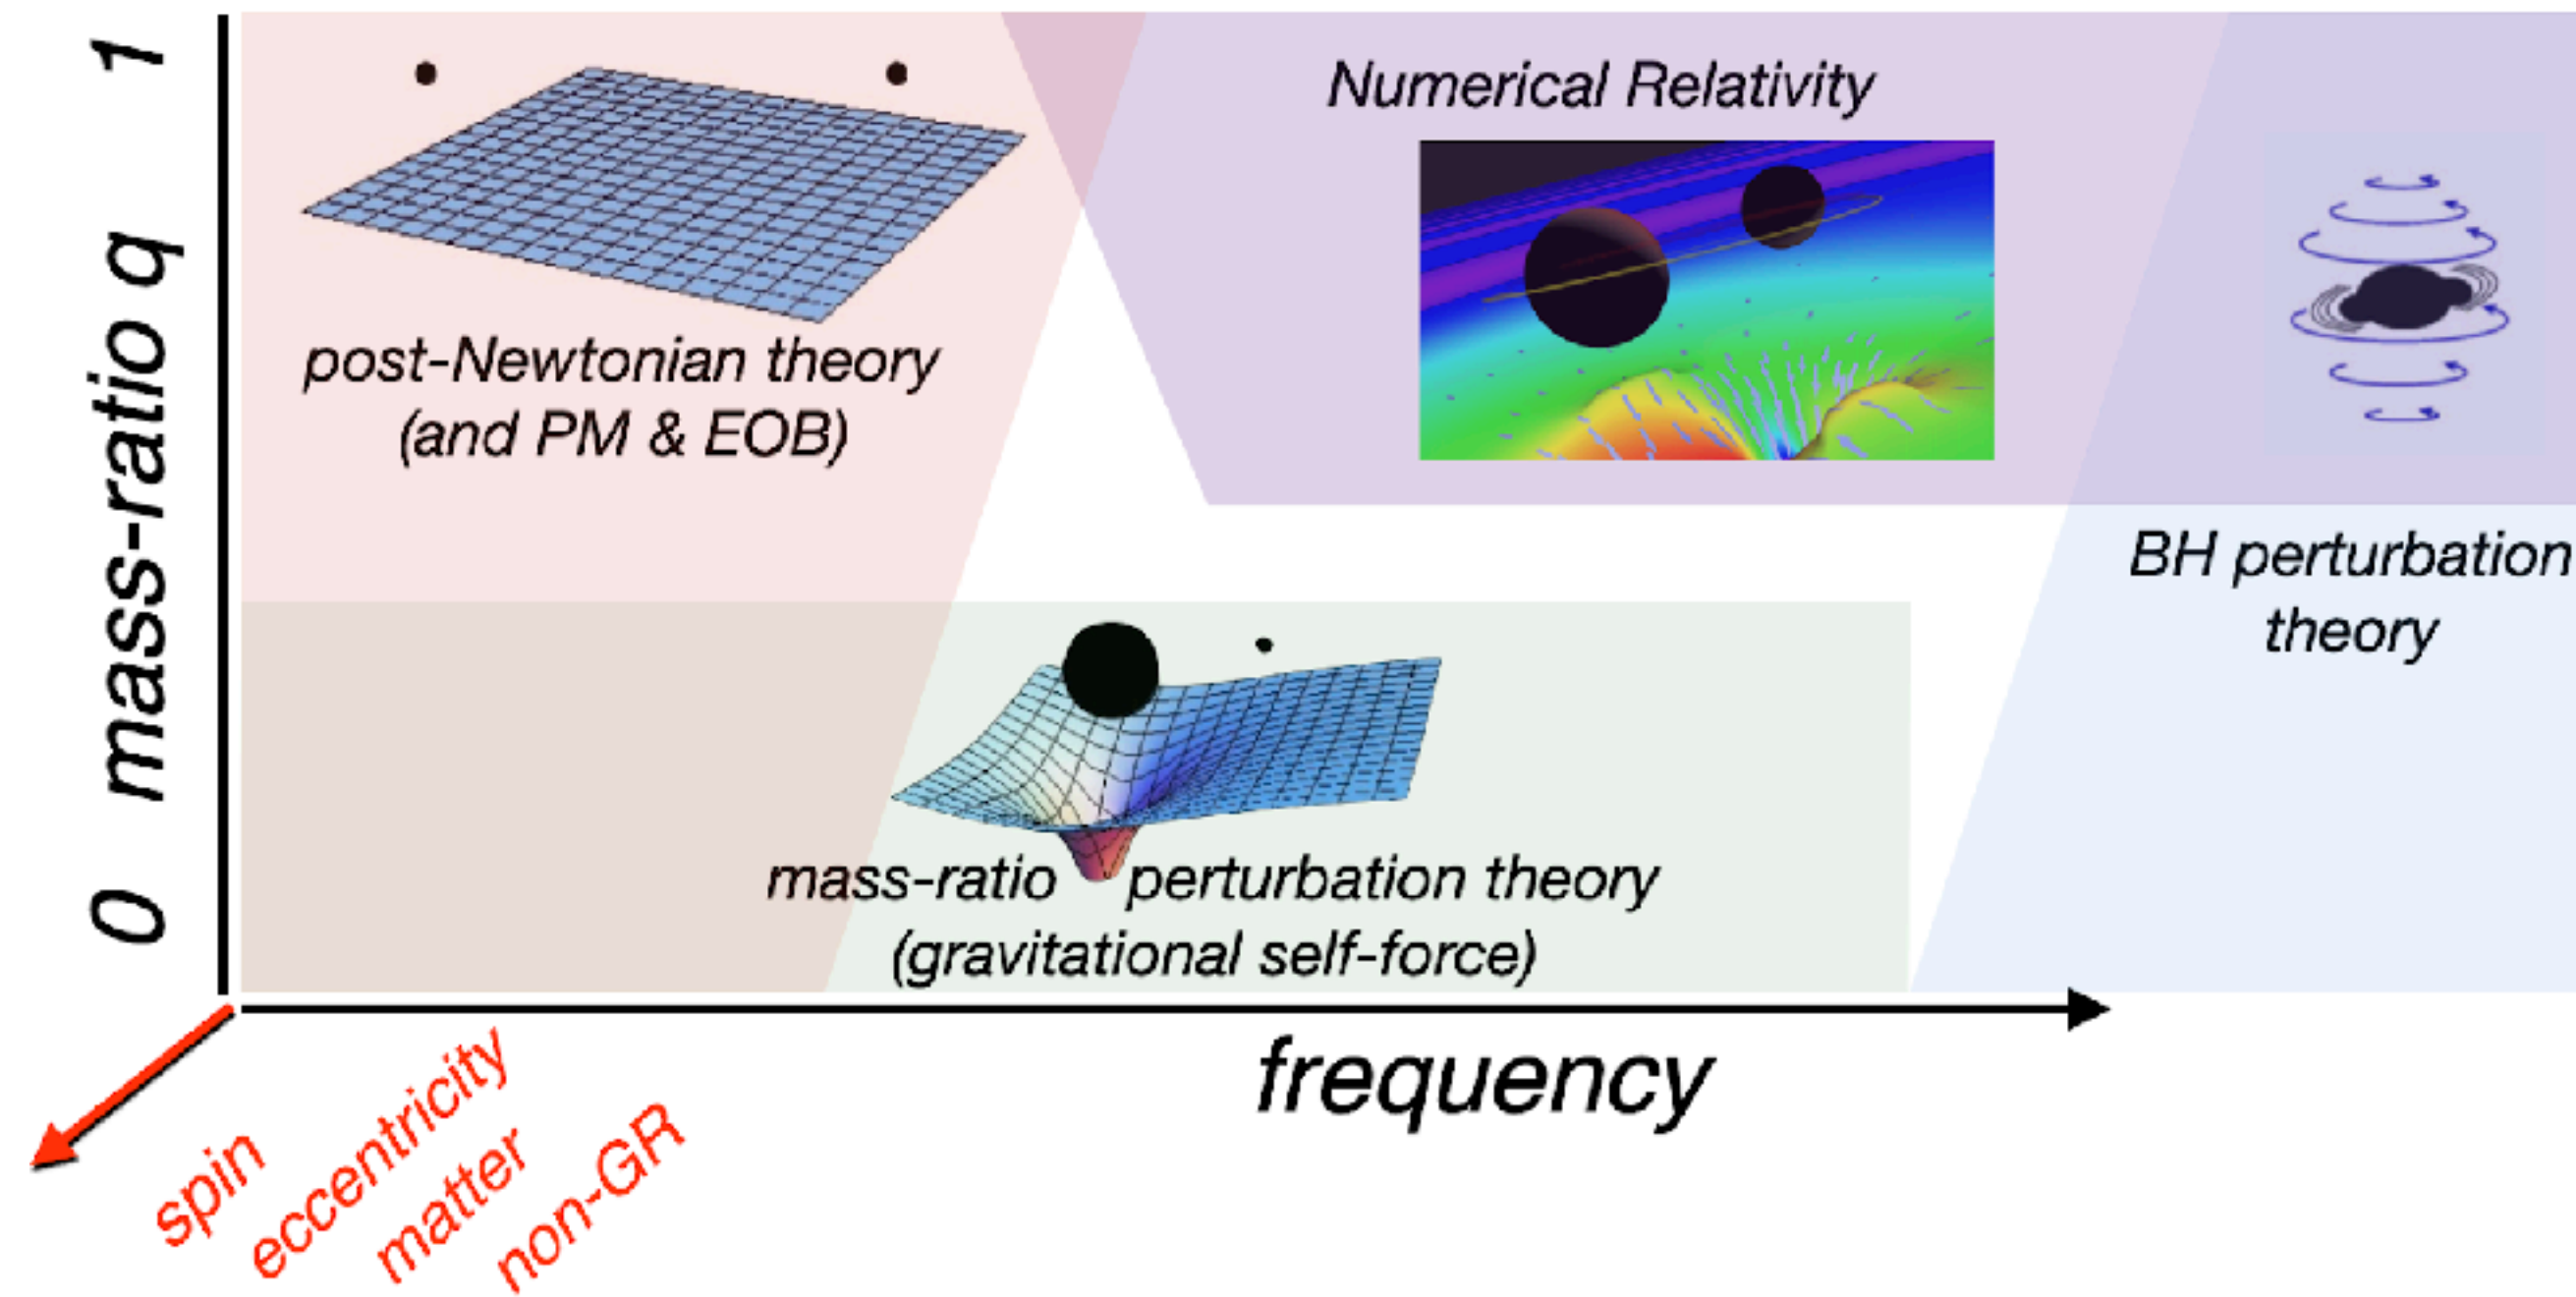 1
mass-ratio q
0
post-Newtonian theory
(and PM & EOB)
Numerical Relativity
BH perturbation
theory
mass-ratio perturbation theory
(gravitational self-force)
frequency
spin
eccentricity
matter
non-GR